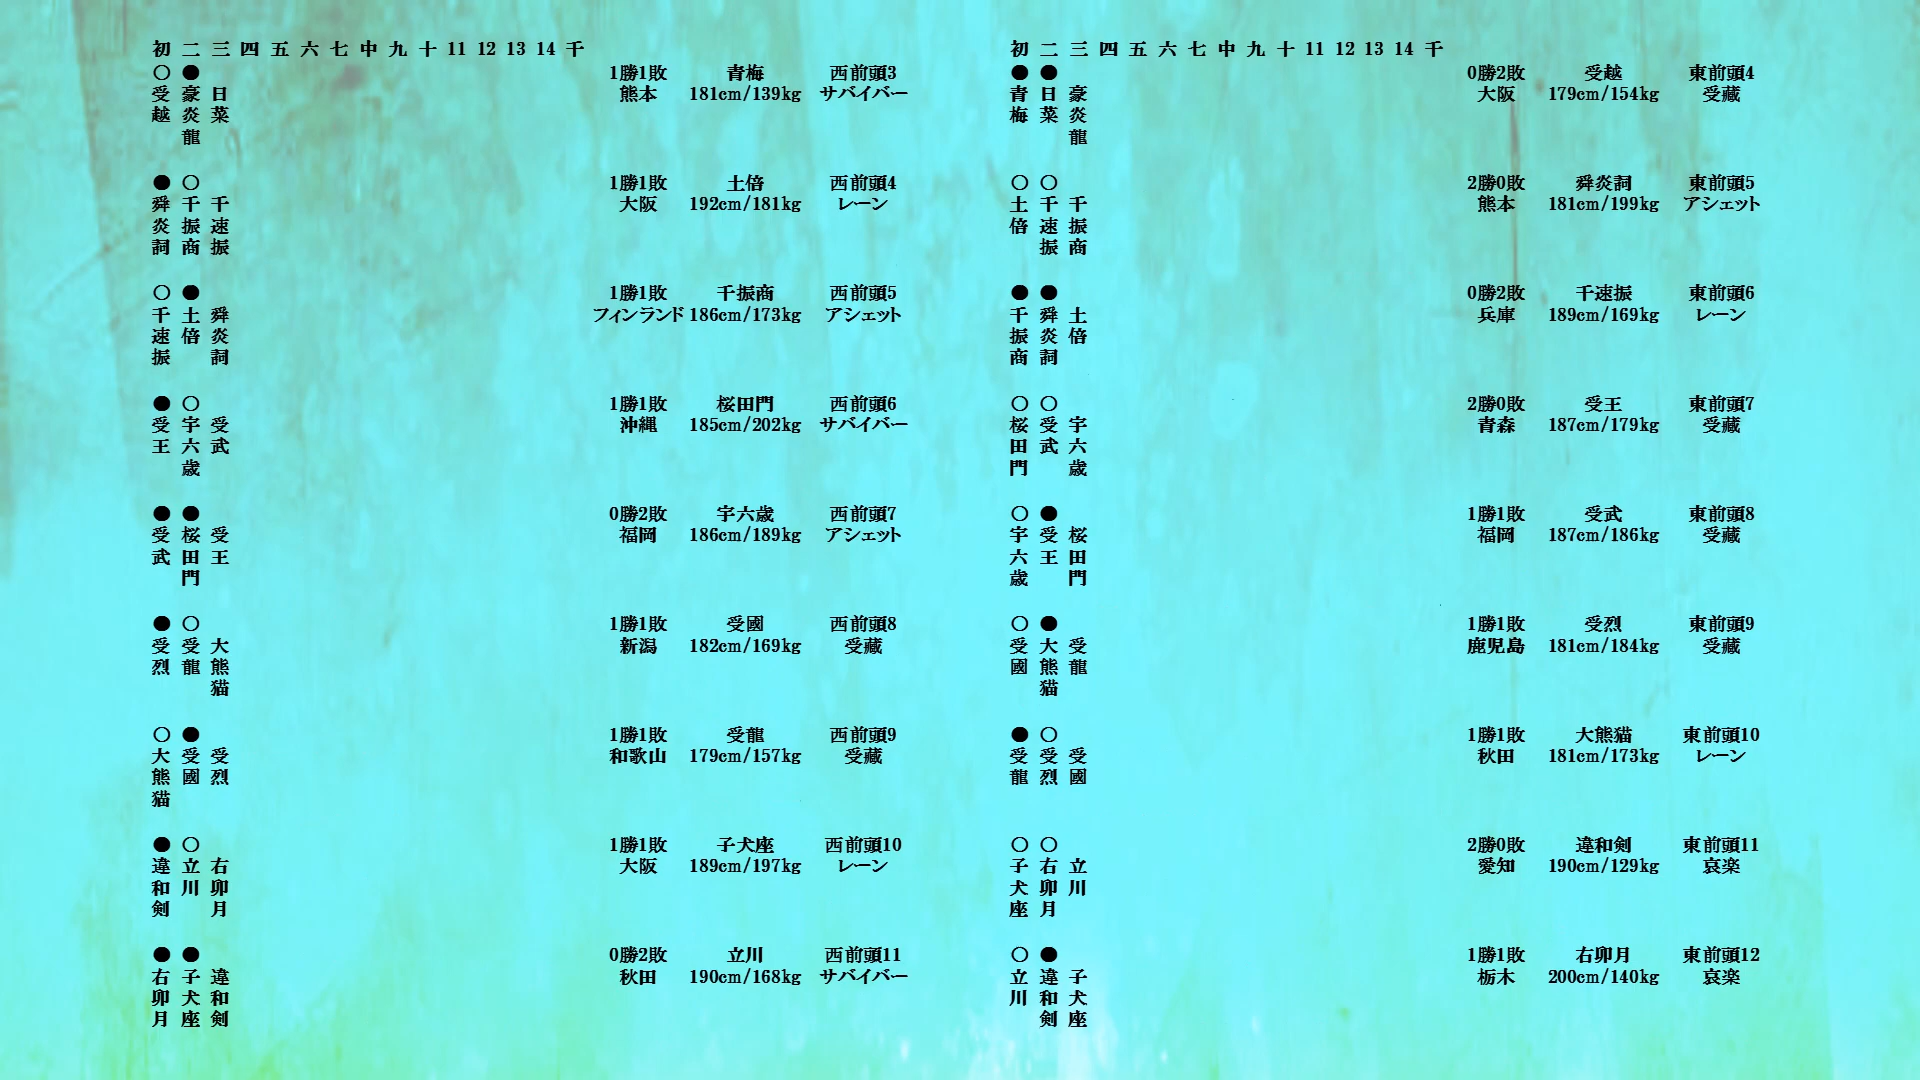 初 二 三 四 五 六 七 中 九 十 11 12 13 14 千
○受越 ●豪炎龍 日菜
1勝1敗 青梅 西前頭3
熊本 181cm/139kg サバイバー
●舜炎詞 ○千振商 千速振
1勝1敗 土倍 西前頭4
大阪 192cm/181kg レーン
○千速振 ●土倍 舜炎詞
1勝1敗 千振商 西前頭5
フィンランド 186cm/173kg アシェット
●受王 ○宇六歳 受武
1勝1敗 桜田門 西前頭6
沖縄 185cm/202kg サバイバー
●受武 ●桜田門 受王
0勝2敗 宇六歳 西前頭7
福岡 186cm/189kg アシェット
●受烈 ○受龍 大熊猫
1勝1敗 受國 西前頭8
新潟 182cm/169kg 受蔵
○大熊猫 ●受國 受烈
1勝1敗 受龍 西前頭9
和歌山 179cm/157kg 受蔵
●違和剣 ○立川 右卯月
1勝1敗 子犬座 西前頭10
大阪 189cm/197kg レーン
●右卯月 ●子犬座 違和剣
0勝2敗 立川 西前頭11
秋田 190cm/168kg サバイバー
初 二 三 四 五 六 七 中 九 十 11 12 13 14 千
●青梅 ●日菜 豪炎龍
0勝2敗 受越 東前頭4
大阪 179cm/154kg 受蔵
○土倍 ○千速振 千振商
2勝0敗 舜炎詞 東前頭5
熊本 181cm/199kg アシェット
●千振商 ●舜炎詞 土倍
0勝2敗 千速振 東前頭6
兵庫 189cm/169kg レーン
○桜田門 ○受武 宇六歳
2勝0敗 受王 東前頭7
青森 187cm/179kg 受蔵
○宇六歳 ●受王 桜田門
1勝1敗 受武 東前頭8
福岡 187cm/186kg 受蔵
○受國 ●大熊猫 受龍
1勝1敗 受烈 東前頭9
鹿児島 181cm/184kg 受蔵
●受龍 ○受烈 受國
1勝1敗 大熊猫 東前頭10
秋田 181cm/173kg レーン
○子犬座 ○右卯月 立川
2勝0敗 違和剣 東前頭11
愛知 190cm/129kg 哀楽
○立川 ●違和剣 子犬座
1勝1敗 右卯月 東前頭12
栃木 200cm/140kg 哀楽